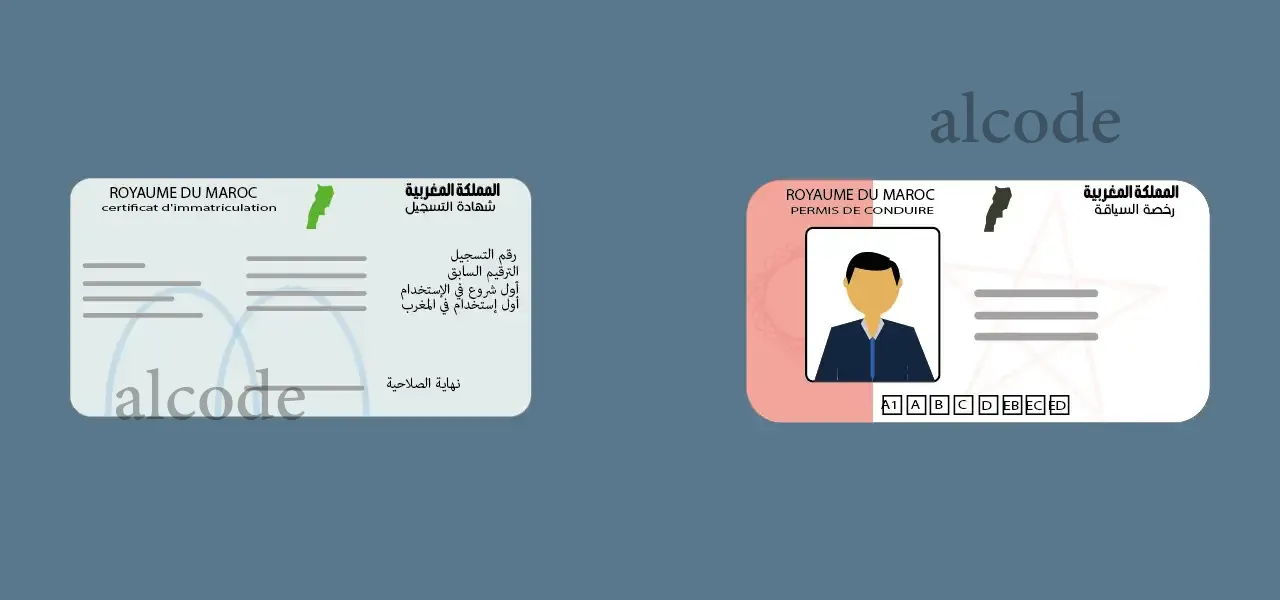 ROYAUME DU MAROC
certificat d'immatriculation
المملكة المغربية
شهادة التسجيل
رقم التسجيل
الترقيم السابق
أول شروع في الإستخدام
أول إستخدام في المغرب
نهاية الصلاحية
alcode
alcode
ROYAUME DU MAROC
PERMIS DE CONDUIRE
المملكة المغربية
رخصة السياقة
A1 A B C D EB EC ED